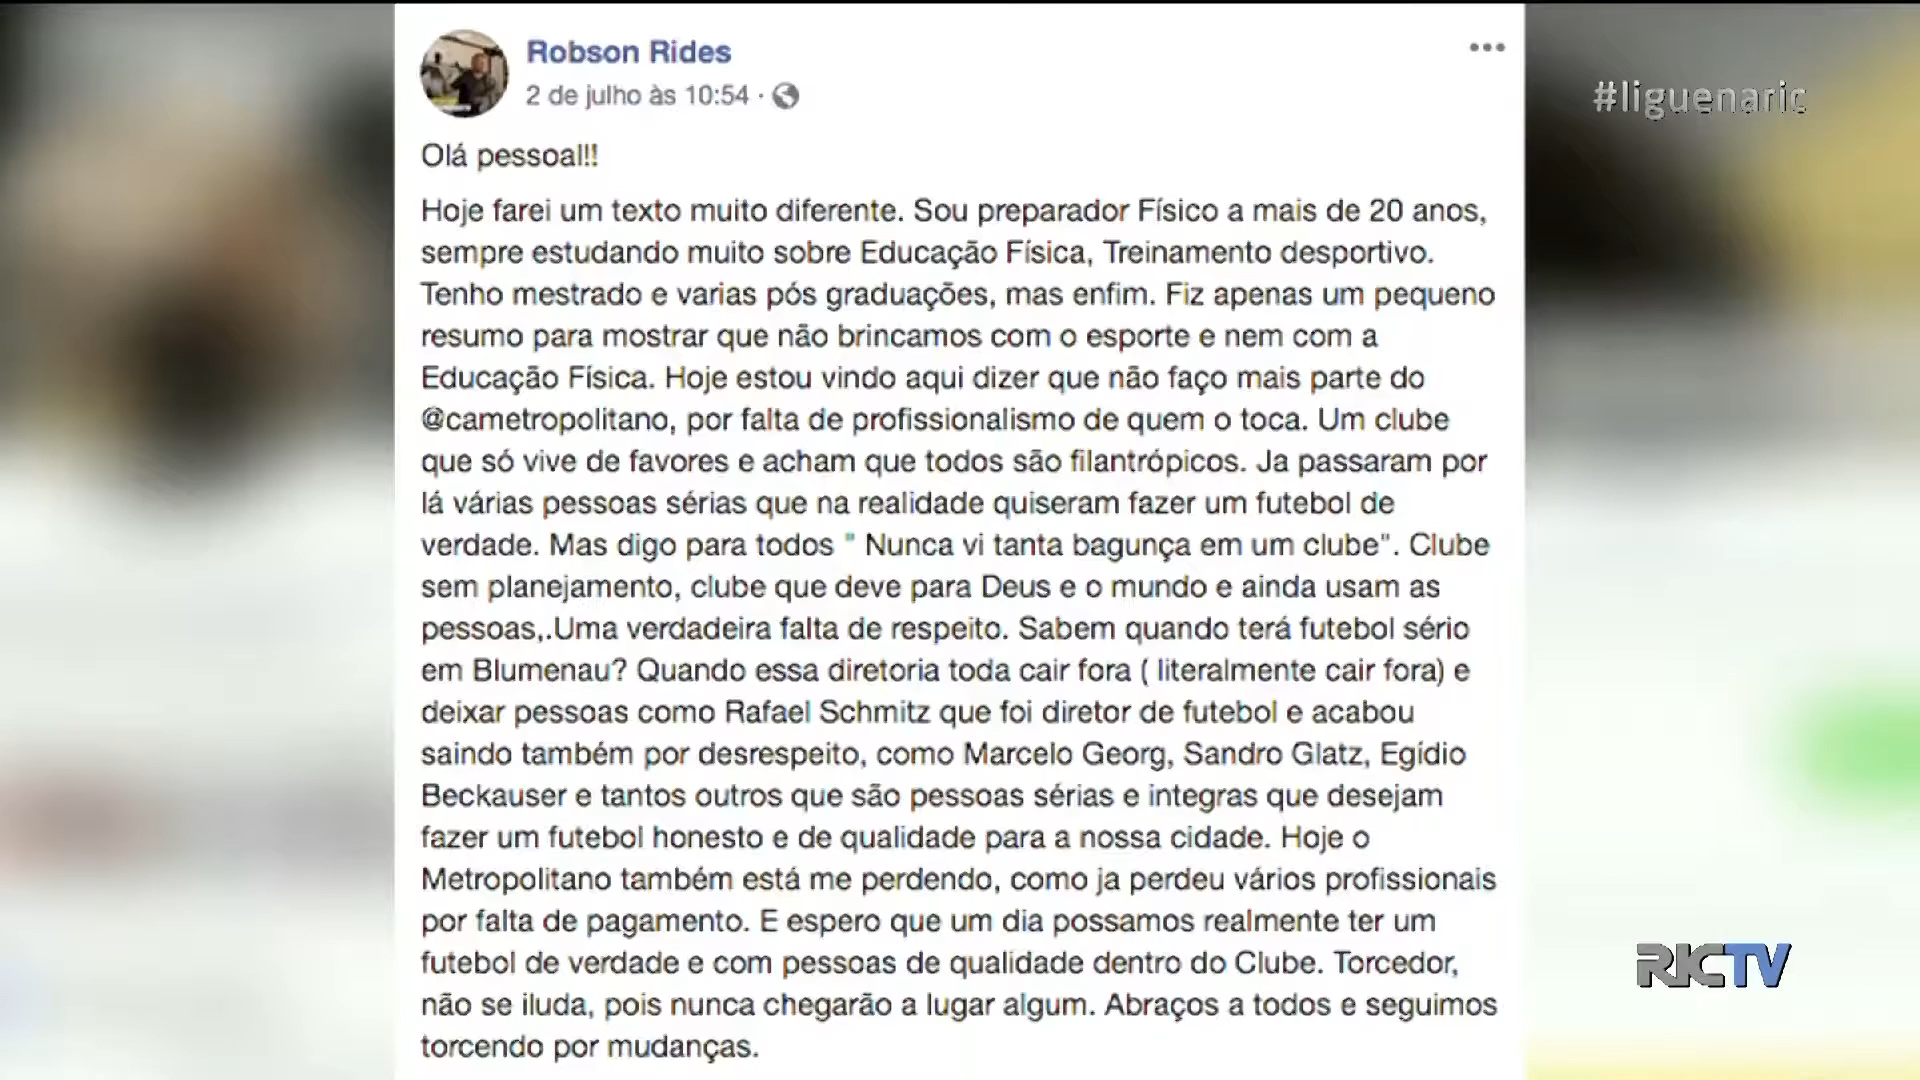 Robson Rides
2 de julho às 10:54 ·
#liguenaric
Olá pessoal!!
Hoje farei um texto muito diferente. Sou preparador Físico a mais de 20 anos,
sempre estudando muito sobre Educação Física, Treinamento desportivo.
Tenho mestrado e varias pós graduações, mas enfim. Fiz apenas um pequeno
resumo para mostrar que não brincamos com o esporte e nem com a
Educação Física. Hoje estou vindo aqui dizer que não faço mais parte do
@cametropolitano, por falta de profissionalismo de quem o toca. Um clube
que só vive de favores e acham que todos são filantrópicos. Ja passaram por
lá várias pessoas sérias que na realidade quiseram fazer um futebol de
verdade. Mas digo para todos " Nunca vi tanta bagunça em um clube". Clube
sem planejamento, clube que deve para Deus e o mundo e ainda usam as
pessoas,.Uma verdadeira falta de respeito. Sabem quando terá futebol sério
em Blumenau? Quando essa diretoria toda cair fora ( literalmente cair fora) e
deixar pessoas como Rafael Schmitz que foi diretor de futebol e acabou
saindo também por desrespeito, como Marcelo Georg, Sandro Glatz, Egídio
Beckauser e tantos outros que são pessoas sérias e integras que desejam
fazer um futebol honesto e de qualidade para a nossa cidade. Hoje o
Metropolitano também está me perdendo, como ja perdeu vários profissionais
por falta de pagamento. E espero que um dia possamos realmente ter um
futebol de verdade e com pessoas de qualidade dentro do Clube. Torcedor,
não se iluda, pois nunca chegarão a lugar algum. Abraços a todos e seguimos
torcendo por mudanças.
RICTV